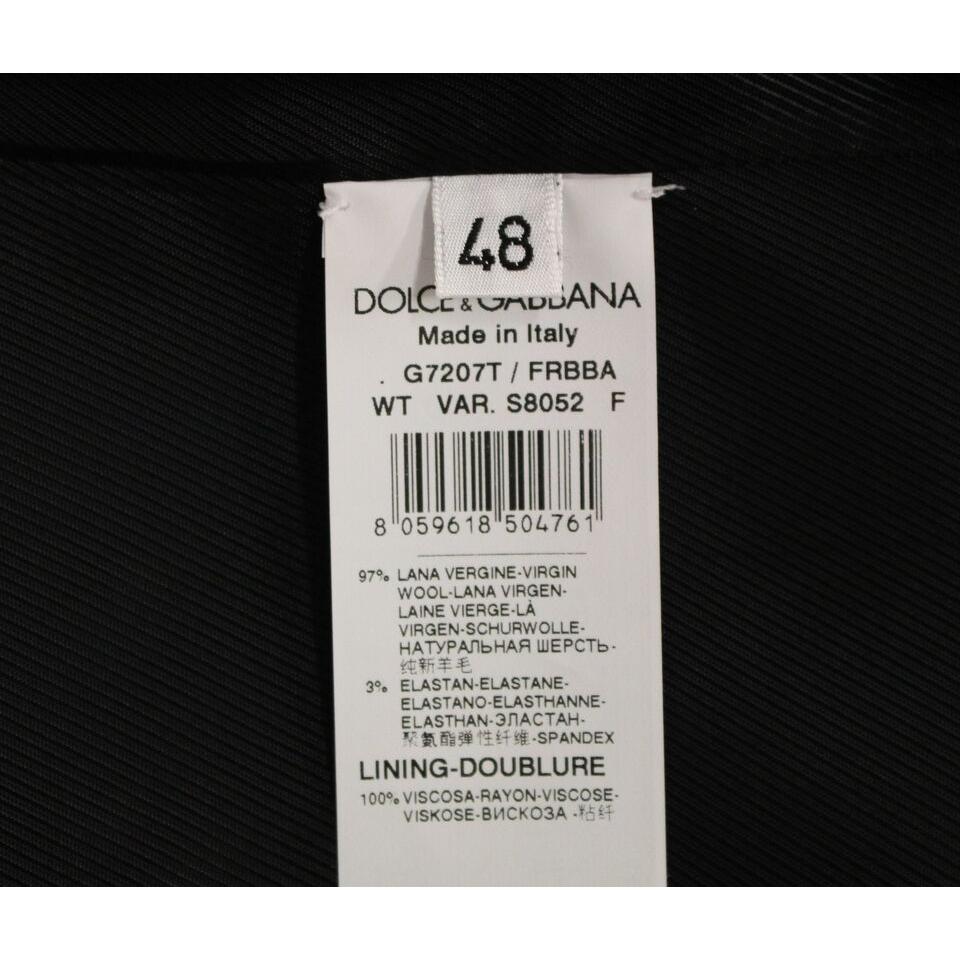 48
DOLCE & GABBANA
Made in Italy
. G7207T / FRBBA
WT VAR. S8052 F
8 059618 504761
97% LANA VERGINE-VIRGIN
WOOL-LANA VIRGEN-
LAINE VIERGE-LÀ
VIRGEN-SCHURWOLLE-
НАТУРАЛЬНАЯ ШЕРСТЬ-
纯新羊毛
3% ELASTAN-ELASTANE-
ELASTANO-ELASTHANNE-
ELASTHAN-ЭЛАСТАН-
聚氨酯弹性纤维-SPANDEX
LINING-DOUBLURE
100% VISCOSA-RAYON-VISCOSE-
VISKOSE-ВИСКОЗА -粘纤